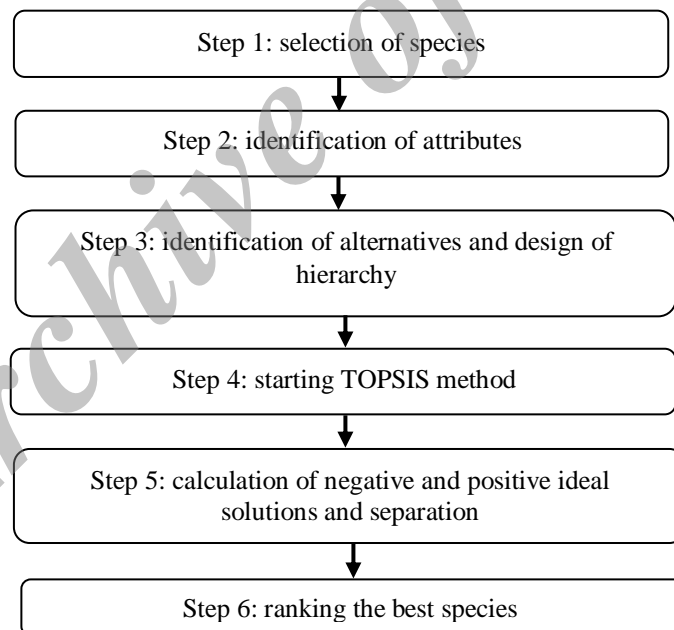 Step 1: selection of species
Step 2: identification of attributes
Step 3: identification of alternatives and design of
hierarchy
Step 4: starting TOPSIS method
Step 5: calculation of negative and positive ideal
solutions and separation
Step 6: ranking the best species
rchive of